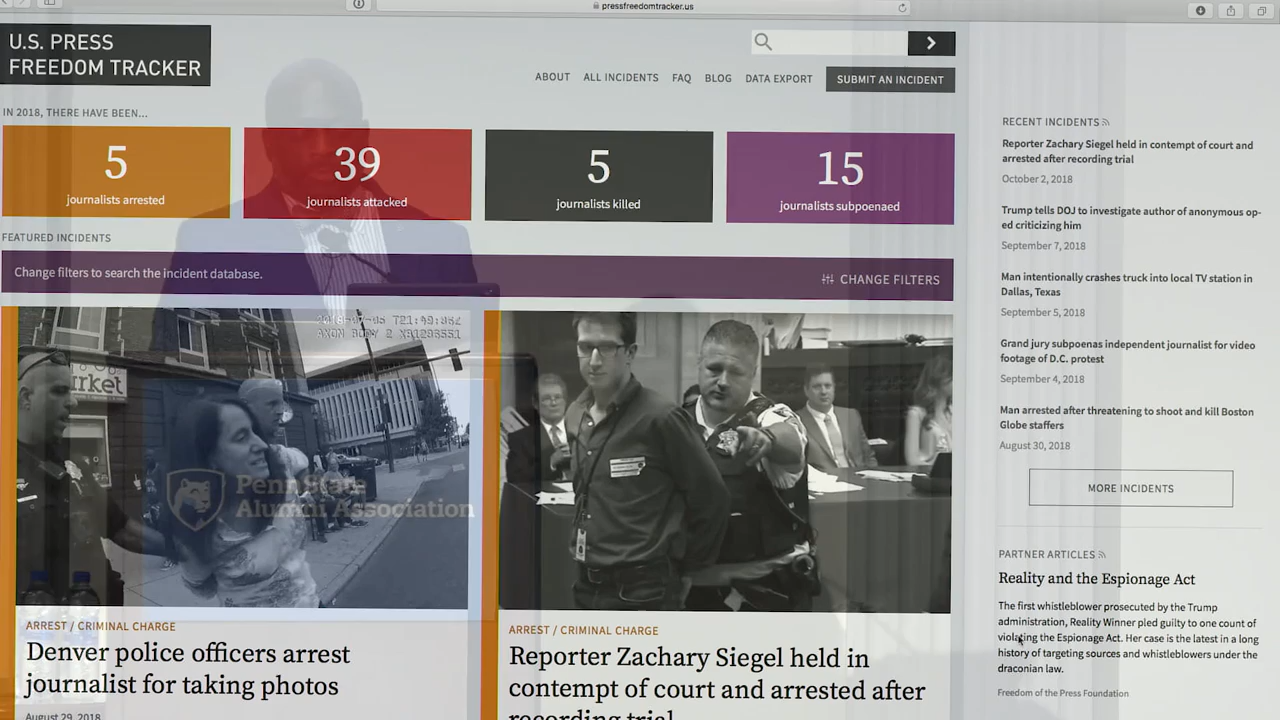 pressfreedomtracker.us
U.S. PRESS
FREEDOM TRACKER
ABOUT ALL INCIDENTS FAQ BLOG DATA EXPORT SUBMIT AN INCIDENT
IN 2018, THERE HAVE BEEN...
5
journalists arrested
39
journalists attacked
5
journalists killed
15
journalists subpoenaed
FEATURED INCIDENTS
Change filters to search the incident database.
CHANGE FILTERS
2018-07-05 T21:49:06Z
AXON BODY 2 X81286551
rket
Penn State
Alumni Association
ARREST / CRIMINAL CHARGE
Denver police officers arrest
journalist for taking photos
August 29, 2018
ARREST / CRIMINAL CHARGE
Reporter Zachary Siegel held in
contempt of court and arrested after
recording trial
RECENT INCIDENTS
Reporter Zachary Siegel held in contempt of court and
arrested after recording trial
October 2, 2018
Trump tells DOJ to investigate author of anonymous op-
ed criticizing him
September 7, 2018
Man intentionally crashes truck into local TV station in
Dallas, Texas
September 5, 2018
Grand jury subpoenas independent journalist for video
footage of D.C. protest
September 4, 2018
Man arrested after threatening to shoot and kill Boston
Globe staffers
August 30, 2018
MORE INCIDENTS
PARTNER ARTICLES
Reality and the Espionage Act
The first whistleblower prosecuted by the Trump
administration, Reality Winner pled guilty to one count of
violating the Espionage Act. Her case is the latest in a long
history of targeting sources and whistleblowers under the
draconian law.
Freedom of the Press Foundation